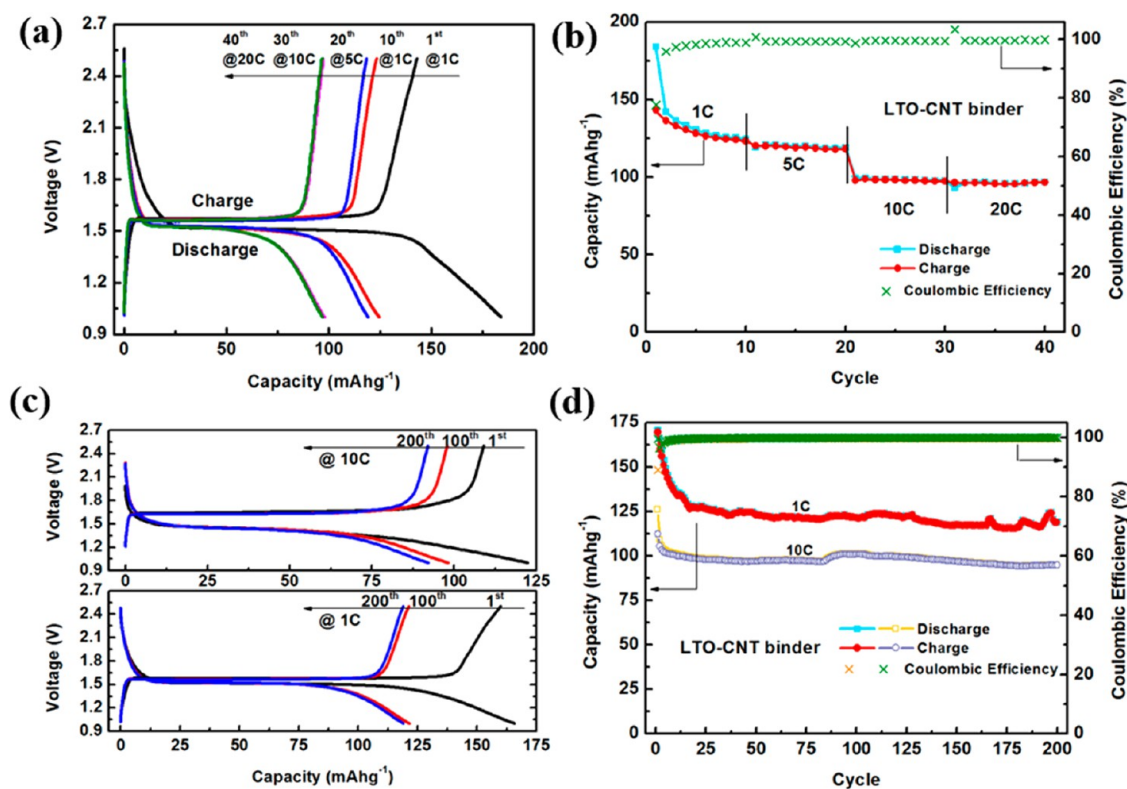 (a)
2.7
2.4
2.1
1.8
1.5
1.2
0.9
Voltage (V)
40th 30th 20th 10th 1st
@20C @10C @5C @1C @1C
Charge
Discharge
0 50 100 150 200
Capacity (mAhg-1)
(b)
200
150
100
50
0
Capacity (mAhg-1)
1C
5C
10C
20C
LTO-CNT binder
Discharge
Charge
Coulombic Efficiency
0 10 20 30 40
Cycle
100
80
60
40
20
0
Coulombic Efficiency (%)
(c)
2.7
2.4
2.1
1.8
1.5
1.2
0.9
Voltage (V)
200th 100th 1st
@ 10C
0 25 50 75 100 125
2.7
2.4
2.1
1.8
1.5
1.2
0.9
Voltage (V)
200th 100th 1st
@ 1C
0 25 50 75 100 125 150 175
Capacity (mAhg-1)
(d)
175
150
125
100
75
50
25
0
Capacity (mAhg-1)
1C
10C
LTO-CNT binder
Discharge
Charge
Coulombic Efficiency
0 25 50 75 100 125 150 175 200
Cycle
100
80
60
40
20
0
Coulombic Efficiency (%)